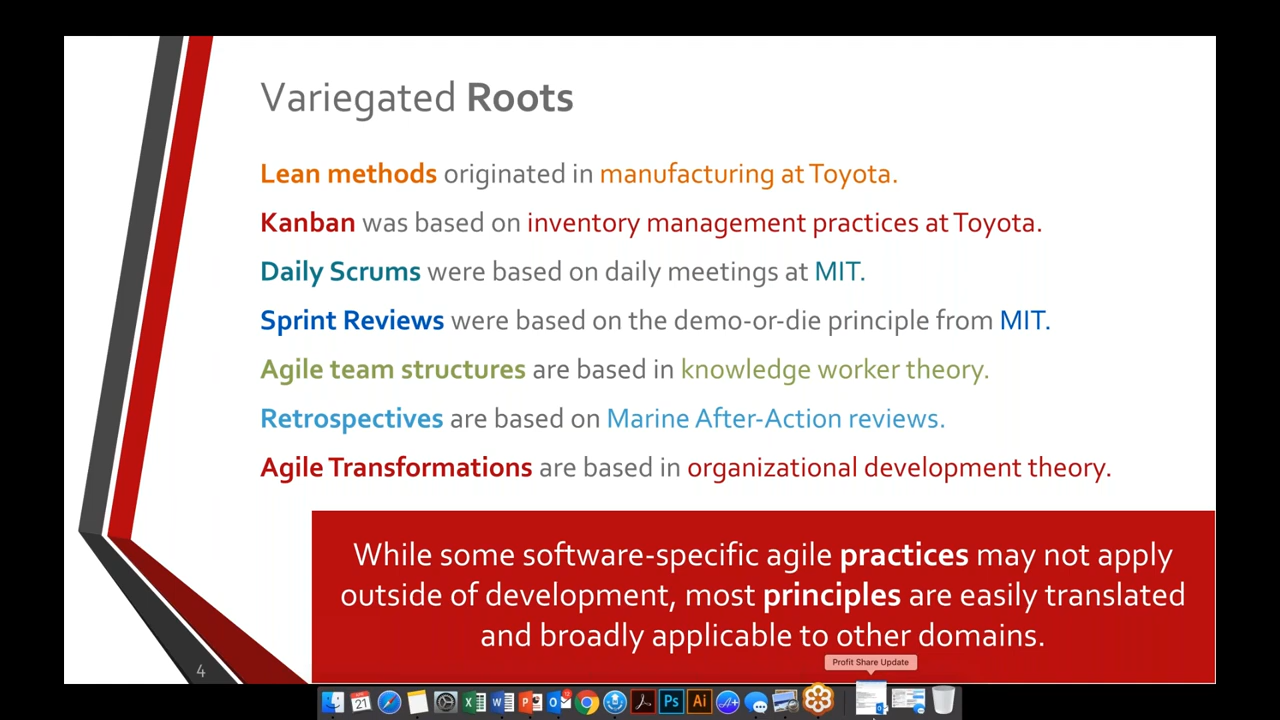 Variegated Roots
Lean methods originated in manufacturing at Toyota.
Kanban was based on inventory management practices at Toyota.
Daily Scrums were based on daily meetings at MIT.
Sprint Reviews were based on the demo-or-die principle from MIT.
Agile team structures are based in knowledge worker theory.
Retrospectives are based on Marine After-Action reviews.
Agile Transformations are based in organizational development theory.
While some software-specific agile practices may not apply
outside of development, most principles are easily translated
and broadly applicable to other domains.
Profit Share Update
4
21
Ps
Ai